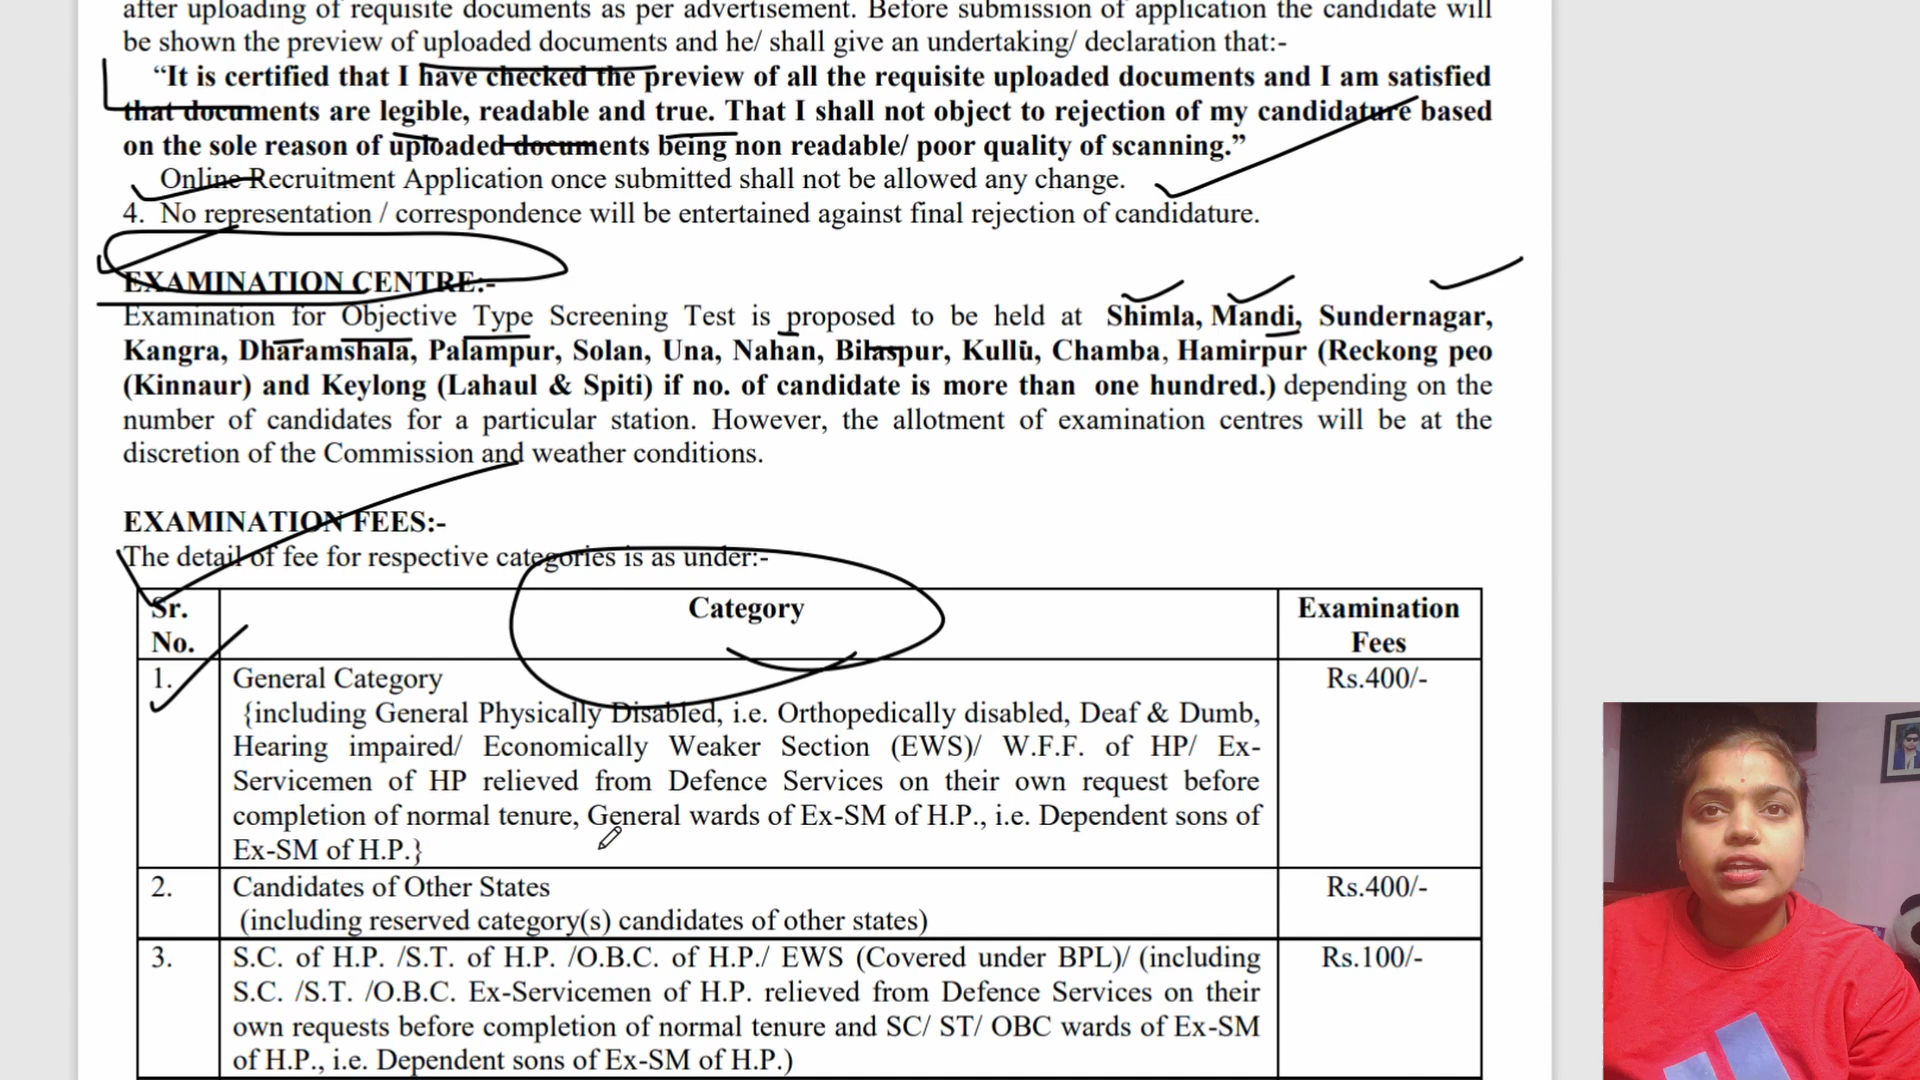 after uploading of requisite documents as per advertisement. Before submission of application the candidate will
be shown the preview of uploaded documents and he/ shall give an undertaking/ declaration that:-
“It is certified that I have checked the preview of all the requisite uploaded documents and I am satisfied
that documents are legible, readable and true. That I shall not object to rejection of my candidature based
on the sole reason of uploaded documents being non readable/ poor quality of scanning.”
Online Recruitment Application once submitted shall not be allowed any change.
4. No representation / correspondence will be entertained against final rejection of candidature.
EXAMINATION CENTRE:-
Examination for Objective Type Screening Test is proposed to be held at Shimla, Mandi, Sundernagar,
Kangra, Dharamshala, Palampur, Solan, Una, Nahan, Bilaspur, Kullu, Chamba, Hamirpur (Reckong peo
(Kinnaur) and Keylong (Lahaul & Spiti) if no. of candidate is more than one hundred.) depending on the
number of candidates for a particular station. However, the allotment of examination centres will be at the
discretion of the Commission and weather conditions.
EXAMINATION FEES:-
The detail of fee for respective categories is as under:-
Sr. No. Category Examination Fees
1. General Category Rs.400/-
{including General Physically Disabled, i.e. Orthopedically disabled, Deaf & Dumb,
Hearing impaired/ Economically Weaker Section (EWS)/ W.F.F. of HP/ Ex-
Servicemen of HP relieved from Defence Services on their own request before
completion of normal tenure, General wards of Ex-SM of H.P., i.e. Dependent sons of
Ex-SM of H.P.}
2. Candidates of Other States Rs.400/-
(including reserved category(s) candidates of other states)
3. S.C. of H.P. /S.T. of H.P. /O.B.C. of H.P./ EWS (Covered under BPL)/ (including Rs.100/-
S.C. /S.T. /O.B.C. Ex-Servicemen of H.P. relieved from Defence Services on their
own requests before completion of normal tenure and SC/ ST/ OBC wards of Ex-SM
of H.P., i.e. Dependent sons of Ex-SM of H.P.)